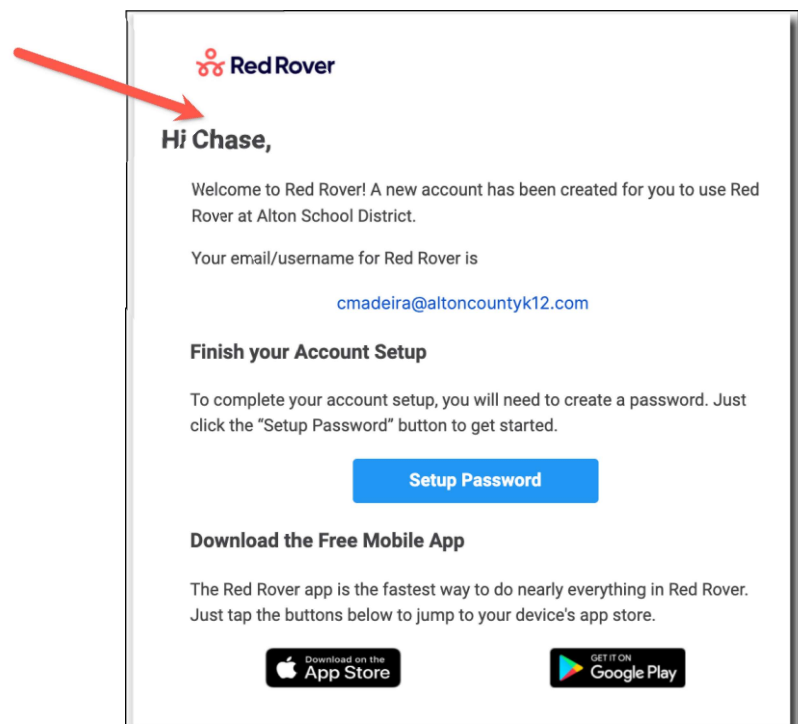 Red Rover
Hi Chase,
Welcome to Red Rover! A new account has been created for you to use Red
Rover at Alton School District.
Your email/username for Red Rover is
cmadeira@altoncountyk12.com
Finish your Account Setup
To complete your account setup, you will need to create a password. Just
click the “Setup Password” button to get started.
Setup Password
Download the Free Mobile App
The Red Rover app is the fastest way to do nearly everything in Red Rover.
Just tap the buttons below to jump to your device's app store.
Download on the
App Store
GET IT ON
Google Play